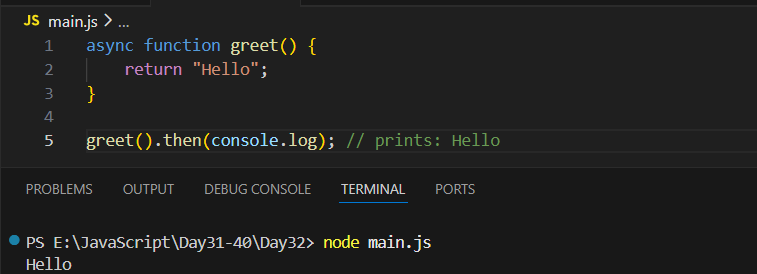 JS main.js > ...
1 async function greet() {
2     return "Hello";
3 }
4
5 greet().then(console.log); // prints: Hello
PROBLEMS OUTPUT DEBUG CONSOLE TERMINAL PORTS
PS E:\JavaScript\Day31-40\Day32> node main.js
Hello